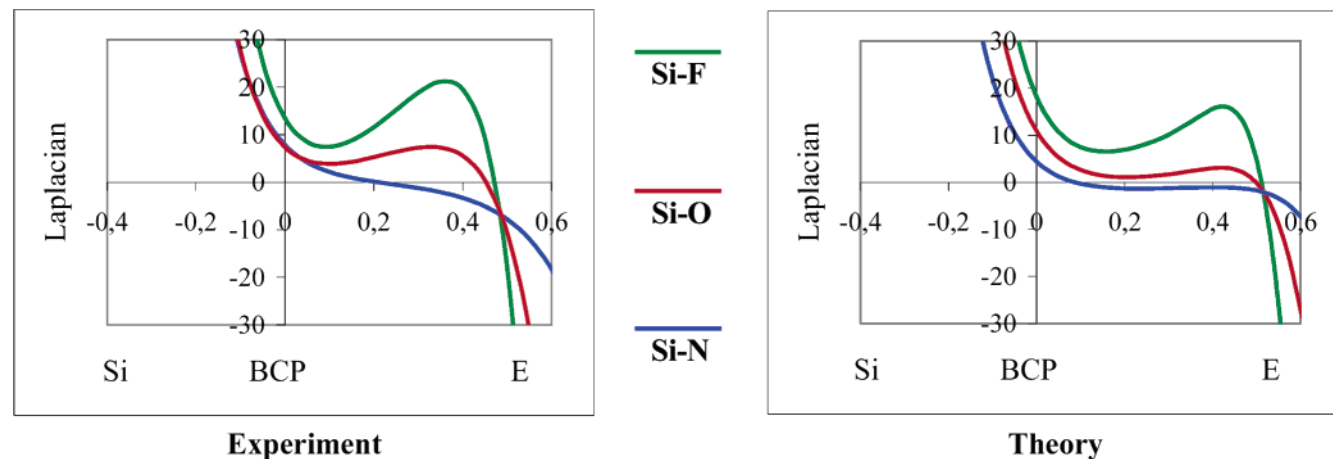 Laplacian
30
20
10
0
-10
-20
-30
-0,4
-0,2
0
0,2
0,4
0,6
Si
BCP
E
Experiment
Si-F
Si-O
Si-N
Laplacian
30
20
10
0
-10
-20
-30
-0,4
-0,2
0
0,2
0,4
0,6
Si
BCP
E
Theory